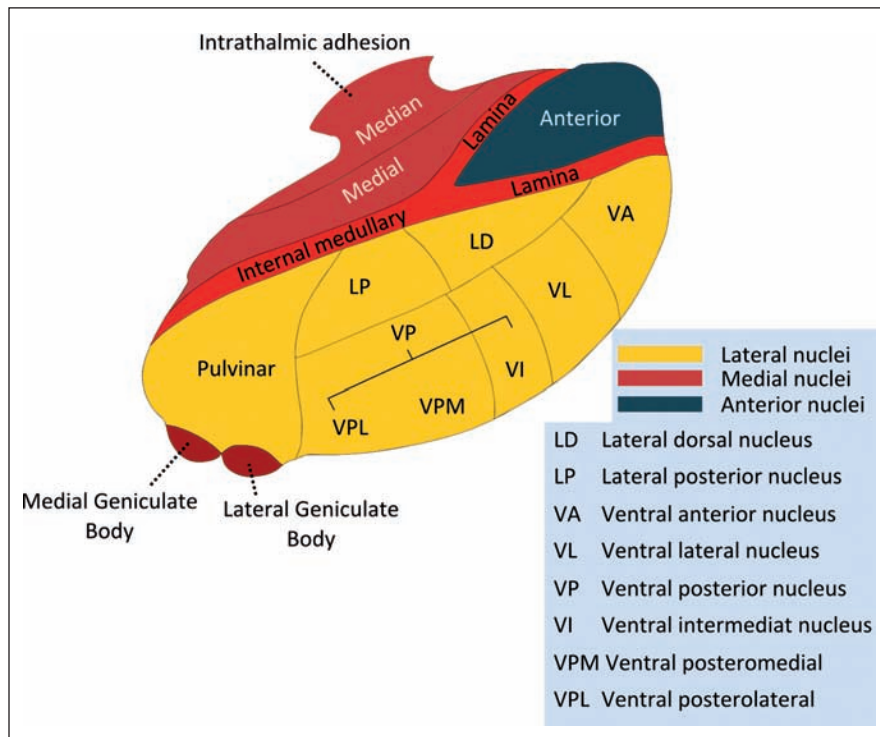 Intrathalmic adhesion
Median
Medial
Lamina
Anterior
Internal medullary
Lamina
LP
LD
VA
VL
VP
VI
Pulvinar
VPL
VPM
Medial Geniculate
Body
Lateral Geniculate
Body
Lateral nuclei
Medial nuclei
Anterior nuclei
LD Lateral dorsal nucleus
LP Lateral posterior nucleus
VA Ventral anterior nucleus
VL Ventral lateral nucleus
VP Ventral posterior nucleus
VI Ventral intermediat nucleus
VPM Ventral posteromedial
VPL Ventral posterolateral